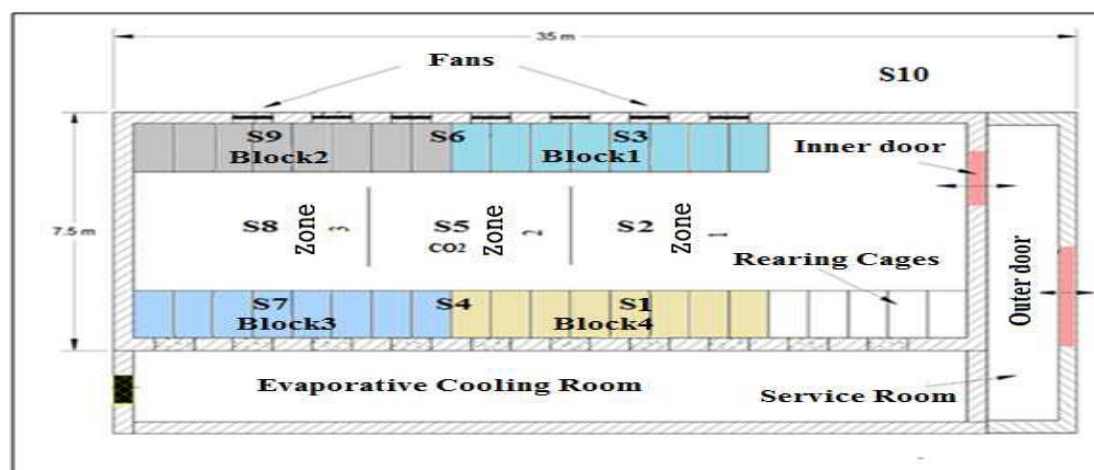 35 m
Fans
S10
S9
S6
S3
Block2
Block1
Inner door
7.5 m
S8
Zone
3
S5
CO2
Zone
2
S2
Zone
1
Rearing Cages
Outer door
S7
S4
S1
Block3
Block4
Evaporative Cooling Room
Service Room